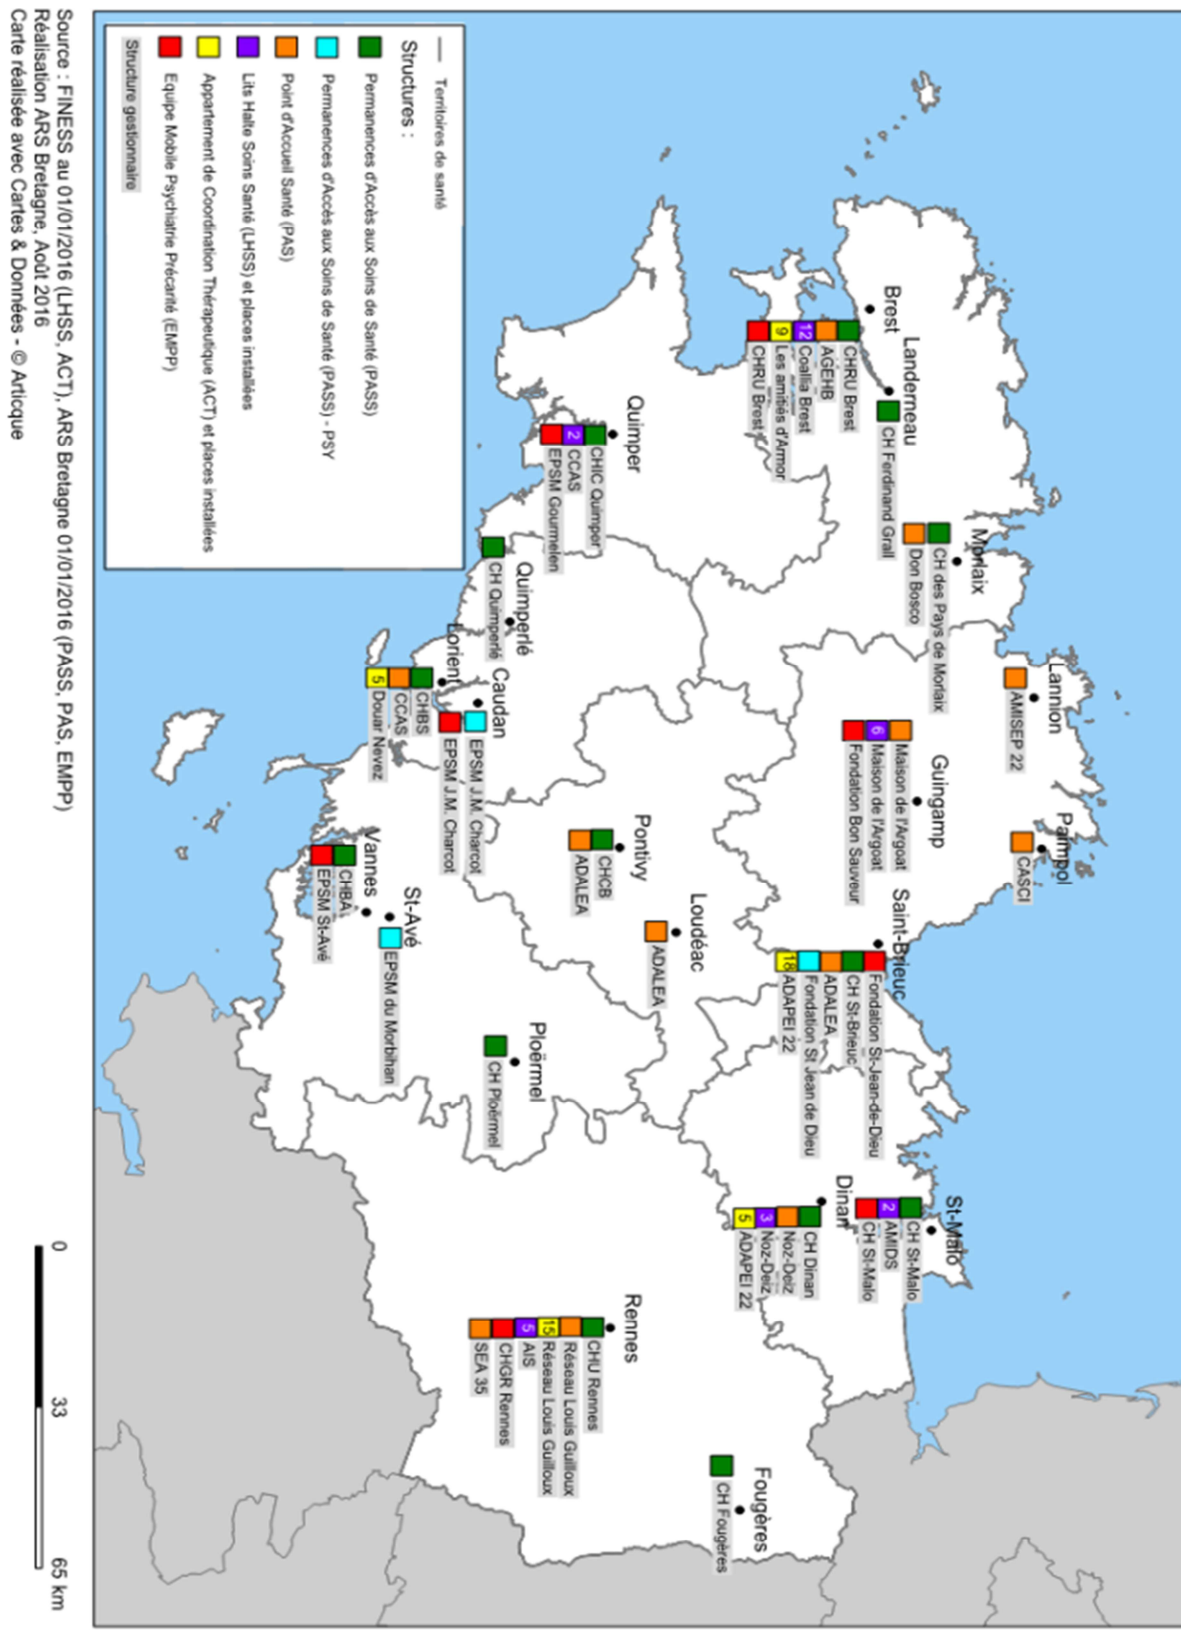 Lannion
AMISEP 22
Paimpol
CASCI
Morlaix
CH des Pays de Morlaix
Don Bosco
Brest
CHRU Brest
AGEHB
12 Coallia Brest
9 Les amitiés d'Armor
CHRU Brest
Landerneau
CH Ferdinand Grall
Guingamp
Maison de l'Argoat
6 Maison de l'Argoat
Fondation Bon Sauveur
Saint-Brieuc
Fondation St-Jean-de-Dieu
CH St-Brieuc
ADALEA
Fondation St Jean de Dieu
18 ADAPEI 22
St-Malo
CH St-Malo
2 AMIDS
CH St-Malo
Dinan
CH Dinan
Noz-Deiz
3 Noz-Deiz
5 ADAPEI 22
Fougères
CH Fougères
Loudéac
ADALEA
Quimper
CHIC Quimper
2 CCAS
EPSM Gourmelen
Pontivy
CHCB
ADALEA
Rennes
CHU Rennes
Réseau Louis Guilloux
15 Réseau Louis Guilloux
5 AIS
CHGR Rennes
SEA 35
Quimperlé
CH Quimperlé
Ploërmel
CH Ploërmel
Caudan
EPSM J.M. Charcot
EPSM J.M. Charcot
Lorient
CHBS
CCAS
5 Douar Nevez
St-Avé
EPSM du Morbihan
Vannes
CHBA
EPSM St-Avé
Territoires de santé
Structures :
Permanences d'Accès aux Soins de Santé (PASS)
Permanences d'Accès aux Soins de Santé (PASS) - PSY
Point d'Accueil Santé (PAS)
Lits Halte Soins Santé (LHSS) et places installées
Appartement de Coordination Thérapeutique (ACT) et places installées
Equipe Mobile Psychiatrie Précarité (EMPP)
Structure gestionnaire
0 33 65 km
Source : FINESS au 01/01/2016 (LHSS, ACT), ARS Bretagne 01/01/2016 (PASS, PAS, EMPP)
Réalisation ARS Bretagne, Août 2016
Carte réalisée avec Cartes & Données - © Articque